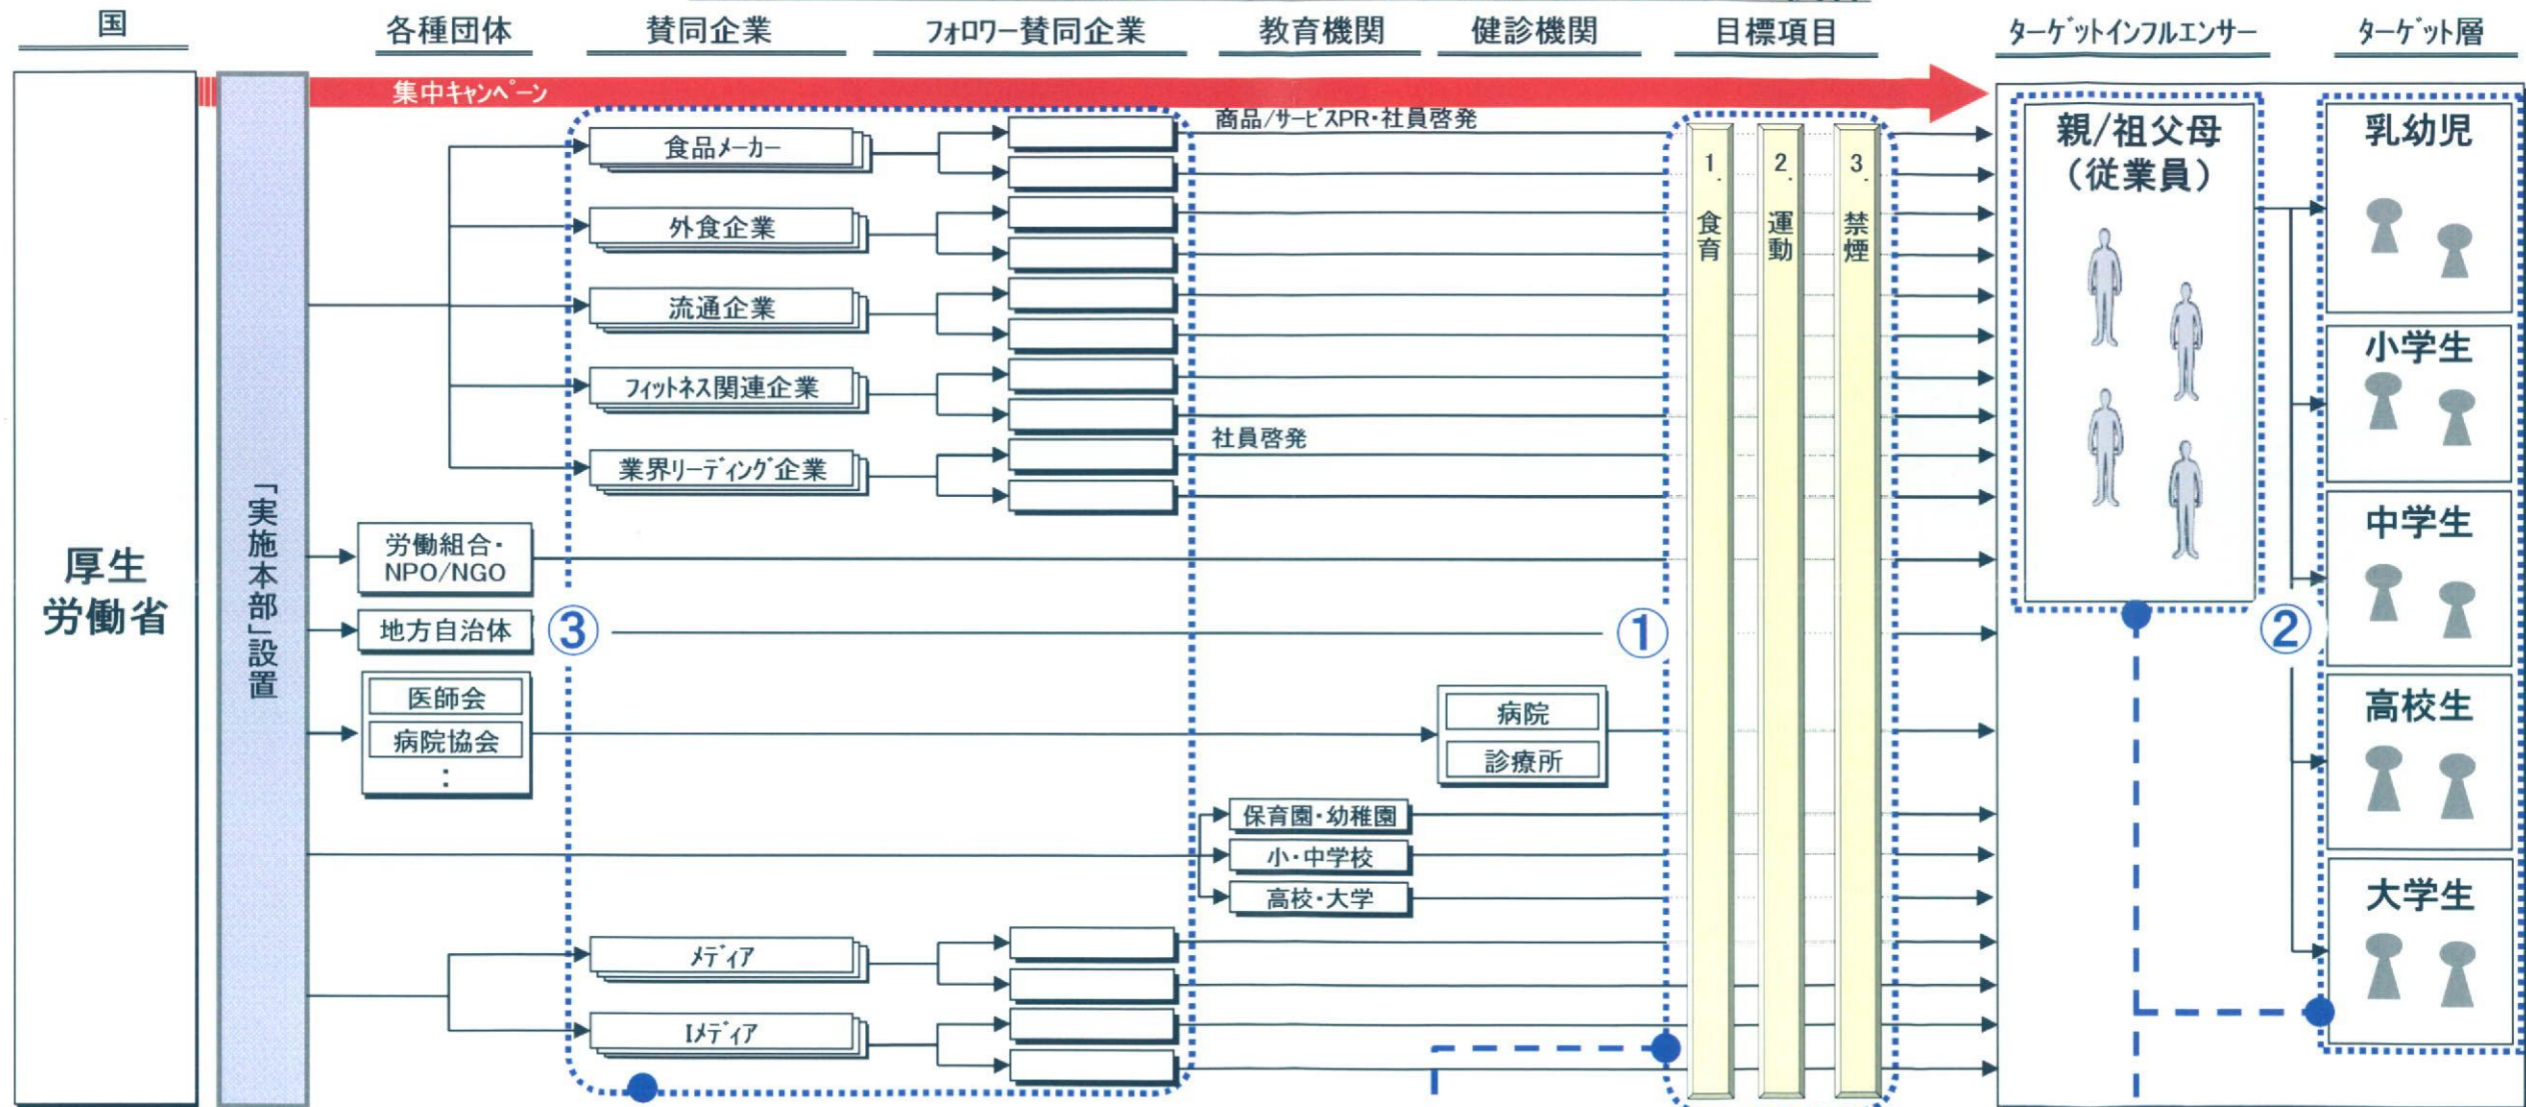 国
各種団体
賛同企業
フォロワー賛同企業
教育機関
健診機関
目標項目
ターゲットインフルエンサー
ターゲット層
集中キャンペーン
厚生
労働省
「実施本部」設置
食品メーカー
外食企業
流通企業
フィットネス関連企業
業界リーディング企業
商品/サービスPR・社員啓発
社員啓発
労働組合・
NPO/NGO
地方自治体
医師会
病院協会
:
③
①
②
病院
診療所
保育園・幼稚園
小・中学校
高校・大学
メディア
Iメディア
1.食育
2.運動
3.禁煙
親/祖父母
(従業員)
乳幼児
小学生
中学生
高校生
大学生